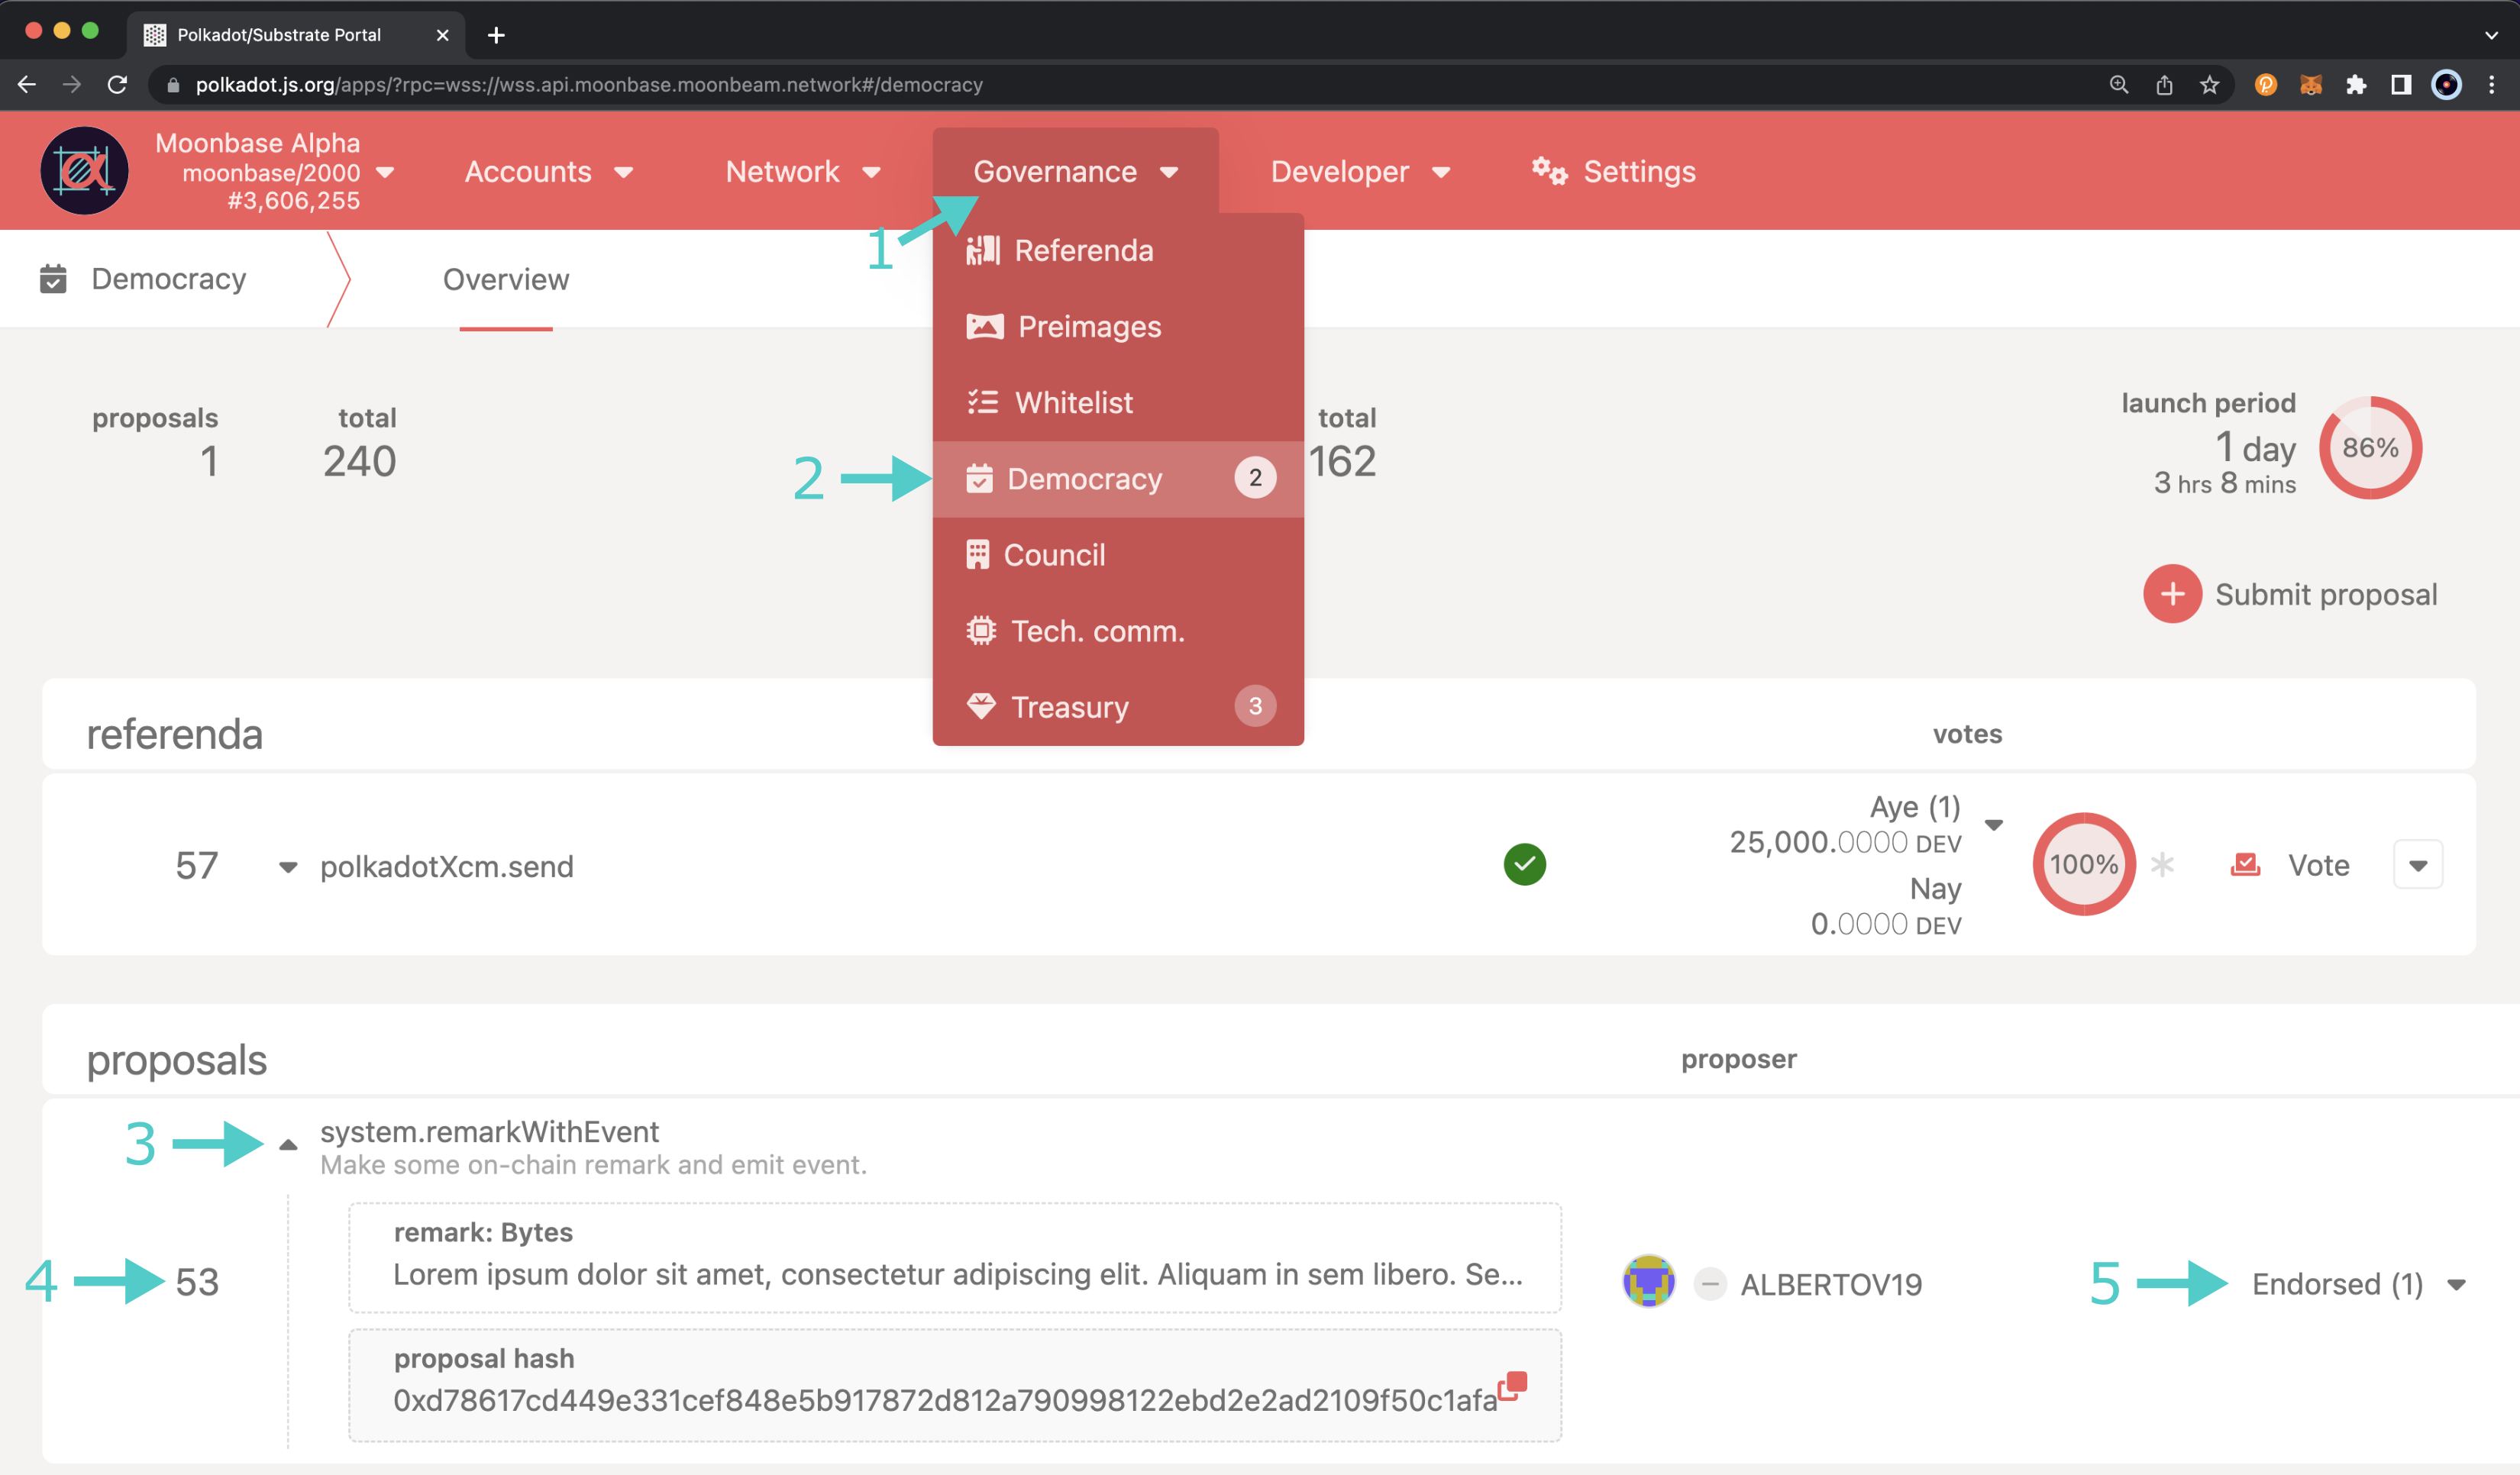 Polkadot/Substrate Portal
polkadot.js.org/apps/?rpc=wss://wss.api.moonbase.moonbeam.network#/democracy
Moonbase Alpha
moonbase/2000
#3,606,255
Accounts
Network
Governance
Developer
Settings
1
Referenda
Preimages
Whitelist
2
Democracy
2
Council
Tech. comm.
Treasury
3
Democracy
Overview
proposals
1
total
240
total
162
launch period
1 day
3 hrs 8 mins
86%
Submit proposal
referenda
votes
57
polkadotXcm.send
Aye (1)
25,000.0000 DEV
Nay
0.0000 DEV
100%
Vote
proposals
proposer
3
system.remarkWithEvent
Make some on-chain remark and emit event.
4
53
remark: Bytes
Lorem ipsum dolor sit amet, consectetur adipiscing elit. Aliquam in sem libero. Se...
proposal hash
0xd78617cd449e331cef848e5b917872d812a790998122ebd2e2ad2109f50c1afa
ALBERTOV19
5
Endorsed (1)